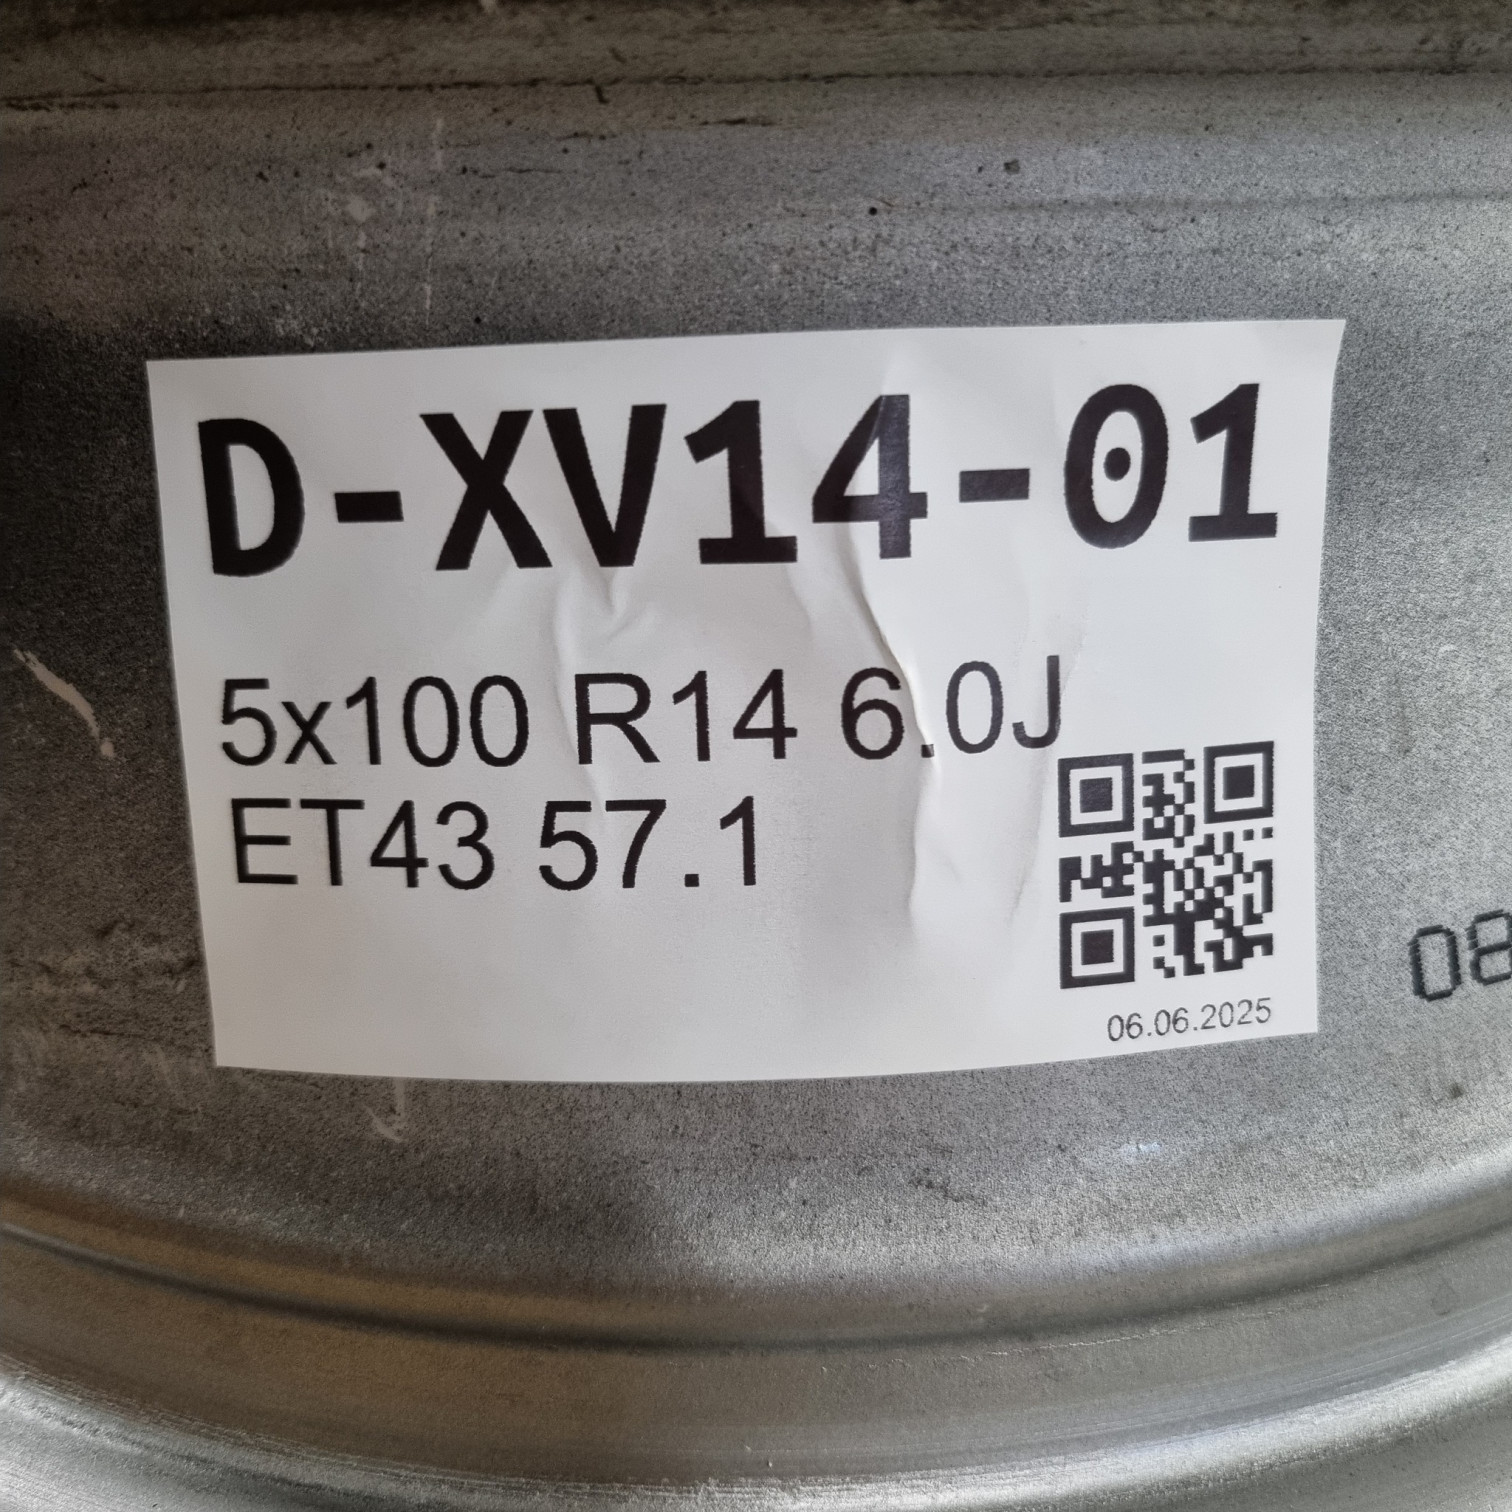 D-XV14-01
5x100 R14 6.0J
ET43 57.1
06.06.2025
08